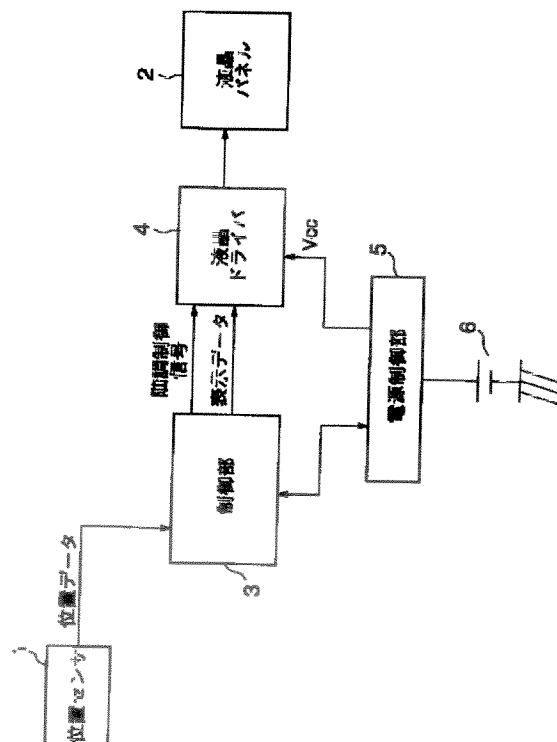 2
液晶
パネル
4
液晶
ドライバ
Vcc
階調制御
信号
表示データ
5
電源制御部
6
制御部
3
位置データ
位置センサ